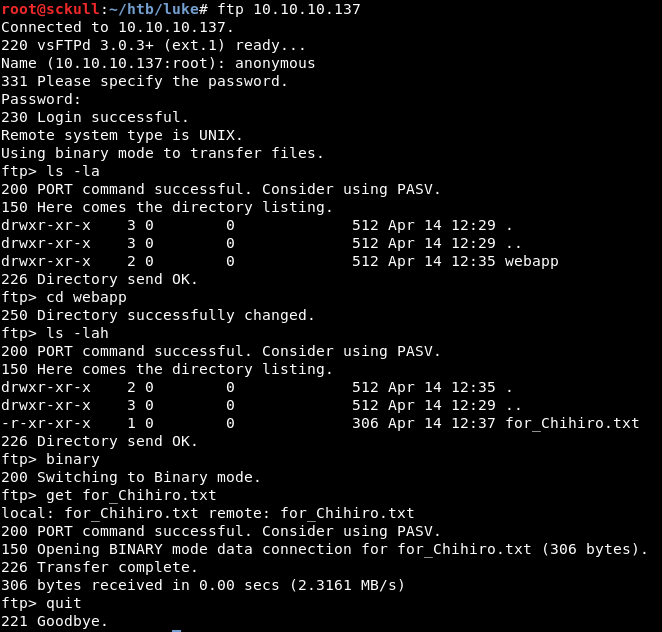 root@sckull:~/htb/luke# ftp 10.10.10.137
Connected to 10.10.10.137.
220 vsFTPd 3.0.3+ (ext.1) ready...
Name (10.10.10.137:root): anonymous
331 Please specify the password.
Password:
230 Login successful.
Remote system type is UNIX.
Using binary mode to transfer files.
ftp> ls -la
200 PORT command successful. Consider using PASV.
150 Here comes the directory listing.
drwxr-xr-x    3 0        0             512 Apr 14 12:29 .
drwxr-xr-x    3 0        0             512 Apr 14 12:29 ..
drwxr-xr-x    2 0        0             512 Apr 14 12:35 webapp
226 Directory send OK.
ftp> cd webapp
250 Directory successfully changed.
ftp> ls -lah
200 PORT command successful. Consider using PASV.
150 Here comes the directory listing.
drwxr-xr-x    2 0        0             512 Apr 14 12:35 .
drwxr-xr-x    3 0        0             512 Apr 14 12:29 ..
-r-xr-xr-x    1 0        0             306 Apr 14 12:37 for_Chihiro.txt
226 Directory send OK.
ftp> binary
200 Switching to Binary mode.
ftp> get for_Chihiro.txt
local: for_Chihiro.txt remote: for_Chihiro.txt
200 PORT command successful. Consider using PASV.
150 Opening BINARY mode data connection for for_Chihiro.txt (306 bytes).
226 Transfer complete.
306 bytes received in 0.00 secs (2.3161 MB/s)
ftp> quit
221 Goodbye.